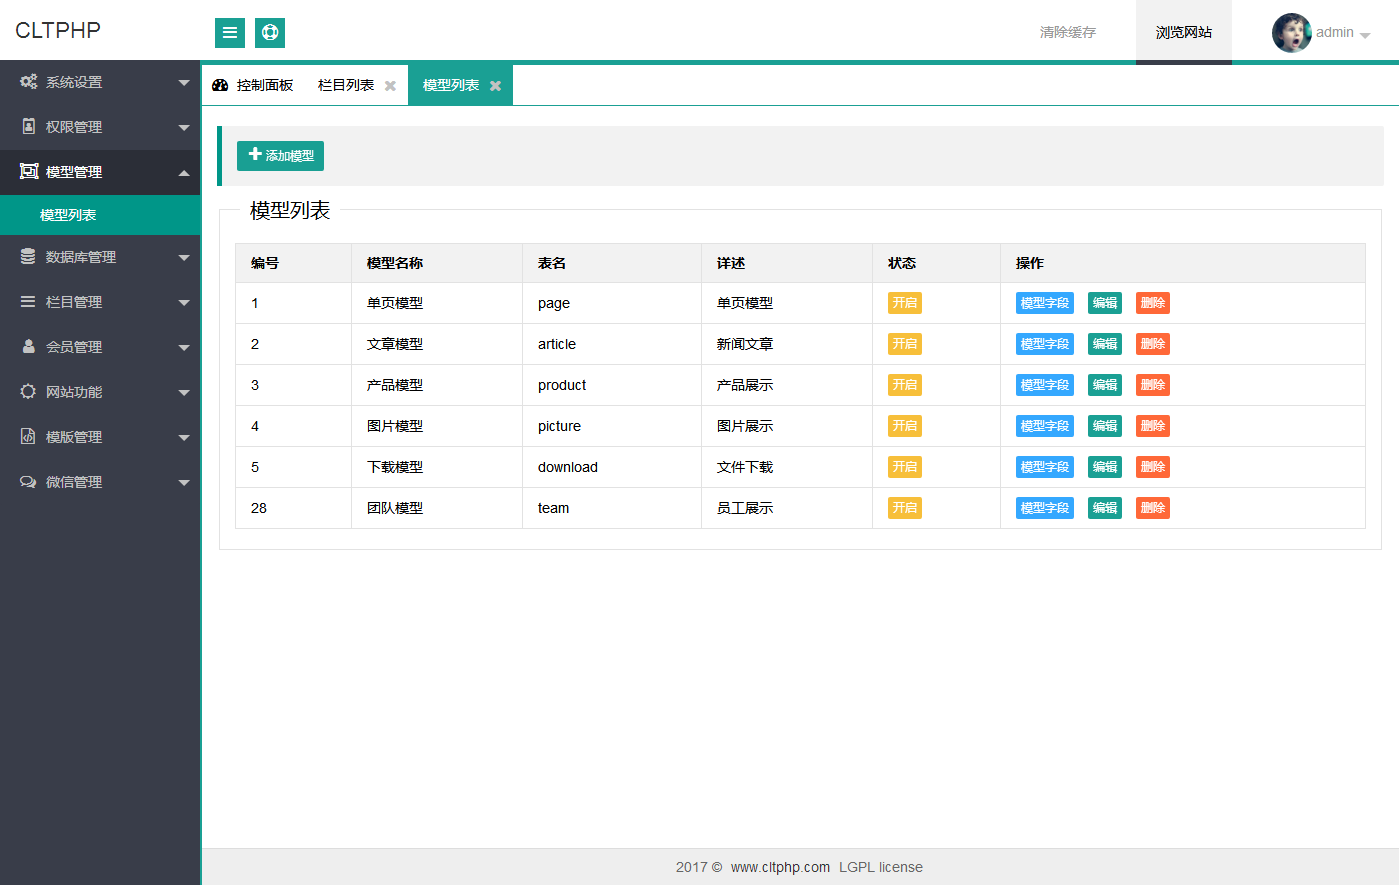 CLTPHP
清除缓存
浏览网站
admin
系统设置
权限管理
模型管理
模型列表
数据库管理
栏目管理
会员管理
网站功能
模版管理
微信管理
控制面板 栏目列表 模型列表
添加模型
模型列表
编号 模型名称 表名 详述 状态 操作
1 单页模型 page 单页模型 开启 模型字段 编辑 删除
2 文章模型 article 新闻文章 开启 模型字段 编辑 删除
3 产品模型 product 产品展示 开启 模型字段 编辑 删除
4 图片模型 picture 图片展示 开启 模型字段 编辑 删除
5 下载模型 download 文件下载 开启 模型字段 编辑 删除
28 团队模型 team 员工展示 开启 模型字段 编辑 删除
2017 © www.cltphp.com LGPL license